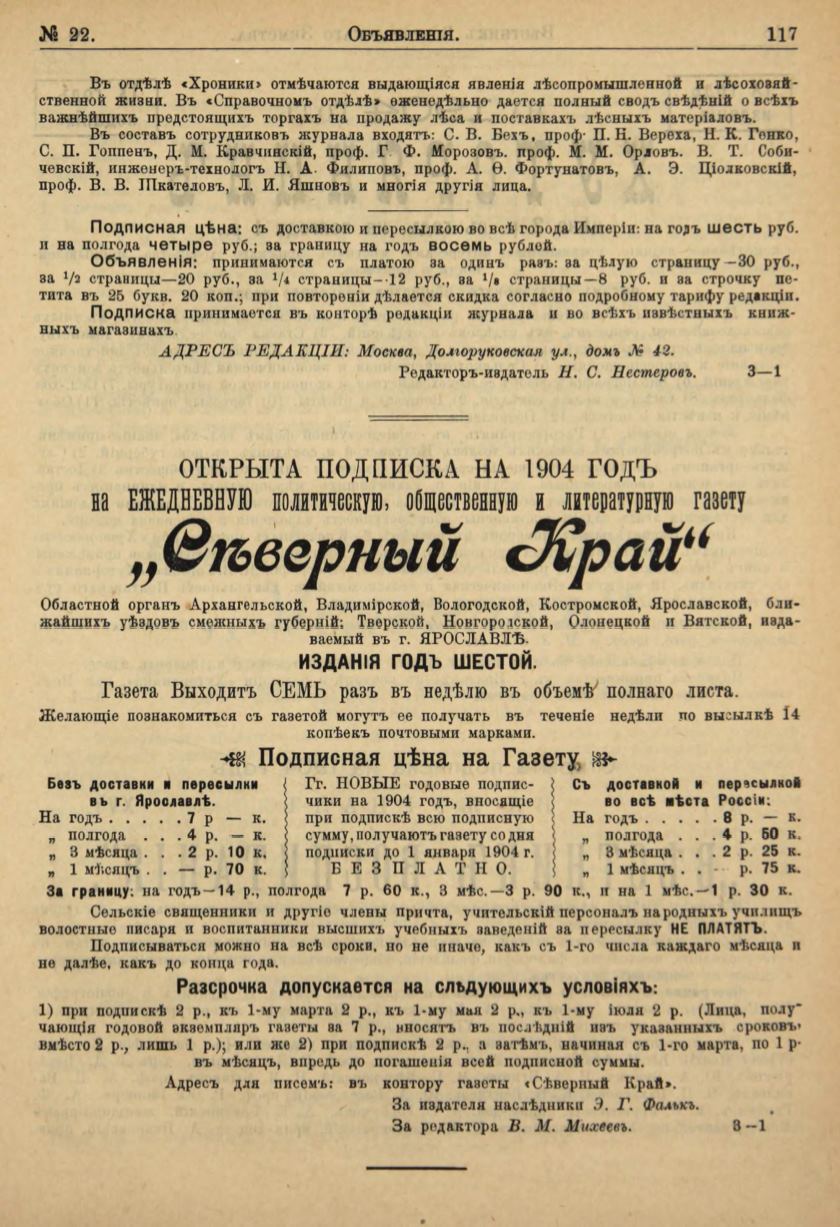 № 22.
Объявленія.
117
Въ отдѣлѣ «Хроники» отмѣчаются выдающіяся явленія лѣсопромышленной и лѣсохозяй-
ственной жизни. Въ «Справочномъ отдѣлѣ» еженедѣльно дается полный сводъ свѣдѣній о всѣхъ
важнѣйшихъ предстоящихъ торгахъ на продажу лѣса и поставкахъ лѣсныхъ матеріаловъ.
Въ составъ сотрудниковъ журнала входятъ: С. В. Бехъ, проф· П. Н. Вереха, Н. К. Генко,
С. П. Гоппенъ, Д. М. Кравчинскій, проф. Г Ф. Морозовъ. проф. М. М. Орловъ. В. Т. Соби-
чевскій, инженеръ-технологъ Н. А. Филиповъ, проф. А. Ѳ. Фортунатовъ, А. Э. Ціолковскій,
проф. В. В. Шкателовъ, Л. И. Яшновъ и многія другія лица.
Подписная цѣна: съ доставкою и пересылкою во всѣ города Имперіи: на годъ шесть руб.
и на полгода четыре руб.; за границу на годъ восемь рублей.
Объявленія: принимаются съ платою за одинъ разъ: за цѣлую страницу—30 руб.,
за 1/2 страницы—20 руб., за 1/4 страницы—12 руб., за 1/8 страницы—8 руб. и за строчку пе-
тита въ 25 букв. 20 коп.; при повтореніи дѣлается скидка согласно подробному тарифу редакціи.
Подписка принимается въ конторѣ редакціи журнала и во всѣхъ извѣстныхъ книж-
ныхъ магазинахъ
АДРЕСЪ РЕДАКЦІИ: Москва, Долгоруковская ул., домъ № 42.
Редакторъ-издатель Н. С. Нестеровъ. 3—1
ОТКРЫТА ПОДПИСКА НА 1904 ГОДЪ
на ЕЖЕДНЕВНУЮ политическую, общественную и литературную газету
„Сѣверный Край“
Областной органъ Архангельской, Владимірской, Вологодской, Костромской, Ярославской, бли-
жайшихъ уѣздовъ смежныхъ губерній: Тверской, Новгородской, Олонецкой и Вятской, изда-
ваемый въ г. ЯРОСЛАВЛѢ.
ИЗДАНІЯ ГОДЪ ШЕСТОЙ.
Газета Выходитъ СЕМЬ разъ въ недѣлю въ объемѣ полнаго листа.
Желающіе познакомиться съ газетой могутъ ее получать въ теченіе недѣли по высылкѣ 14
копѣекъ почтовыми марками.
Подписная цѣна на Газету,
Безъ доставки и пересылки
въ г. Ярославлѣ.
На годъ . . . . . 7 р — к.
„ полгода . . . 4 р. — к.
„ 3 мѣсяца . . . 2 р. 10 к.
„ 1 мѣсяцъ . . — р. 70 к.
Гг. НОВЫЕ годовые подпис-
чики на 1904 годъ, вносящіе
при подпискѣ всю подписную
сумму, получаютъ газету со дня
подписки до 1 января 1904 г.
БЕЗПЛАТНО.
Съ доставкой и пересылкой
во всѣ мѣста Россіи:
На годъ . . . . . 8 р. — к.
„ полгода . . . 4 р. 50 к.
„ 3 мѣсяца . . . 2 р. 25 к.
„ 1 мѣсяцъ . . — р. 75 к.
За границу: на годъ—14 р., полгода 7 р. 60 к., 3 мѣс.—3 р. 90 к., и на 1 мѣс.—1 р. 30 к.
Сельскіе священники и другіе члены причта, учительскій персоналъ народныхъ училищъ
волостные писаря и воспитанники высшихъ учебныхъ заведеній за пересылку НЕ ПЛАТЯТЪ.
Подписываться можно на всѣ сроки, но не иначе, какъ съ 1-го числа каждаго мѣсяца и
не далѣе, какъ до конца года.
Разсрочка допускается на слѣдующихъ условіяхъ:
1) при подпискѣ 2 р., къ 1-му марта 2 р., къ 1-му мая 2 р., къ 1-му іюля 2 р. (Лица, полу-
чающія годовой экземпляръ газеты за 7 р., вносятъ въ послѣдній изъ указанныхъ сроковъ,
вмѣсто 2 р., лишь 1 р.); или же 2) при подпискѣ 2 р., а затѣмъ, начиная съ 1-го марта, по 1 р·
въ мѣсяцъ, впредь до погашенія всей подписной суммы.
Адресъ для писемъ: въ контору газеты «Сѣверный Край».
За издателя наслѣдники Э. Г. Фалькъ.
За редактора В. М. Михеевъ. 3—1